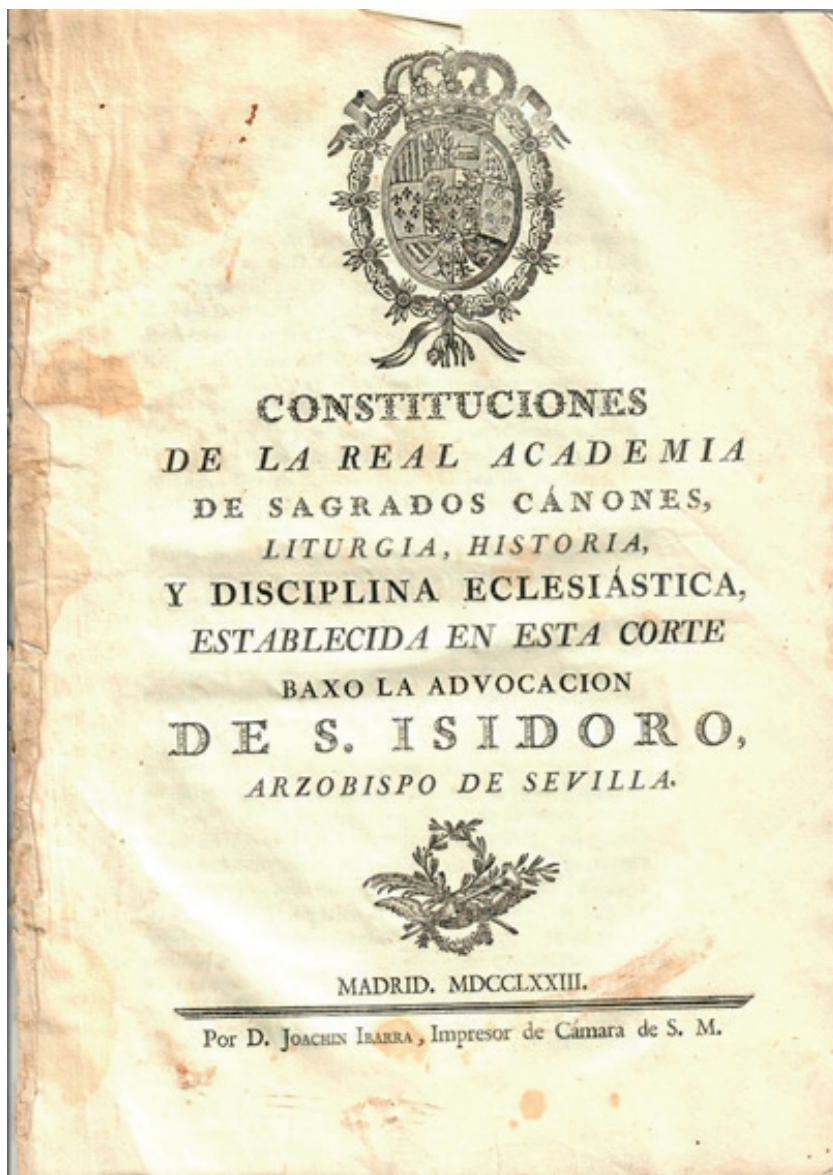 CONSTITUCIONES
DE LA REAL ACADEMIA
DE SAGRADOS CÁNONES,
LITURGIA, HISTORIA,
Y DISCIPLINA ECLESIÁSTICA,
ESTABLECIDA EN ESTA CORTE
BAXO LA ADVOCACION
DE S. ISIDORO,
ARZOBISPO DE SEVILLA.
MADRID. MDCCLXXIII.
Por D. JOACHIN IBARRA, Impresor de Cámara de S. M.